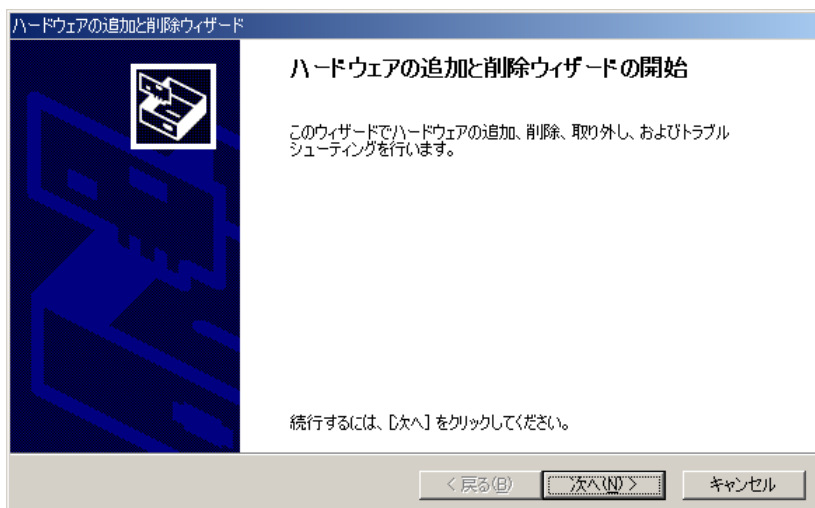 ハードウェアの追加と削除ウィザード
ハードウェアの追加と削除ウィザードの開始
このウィザードでハードウェアの追加、削除、取り外し、およびトラブル
シューティングを行います。
続行するには、[次へ] をクリックしてください。
< 戻る(B)
次へ(N) >
キャンセル